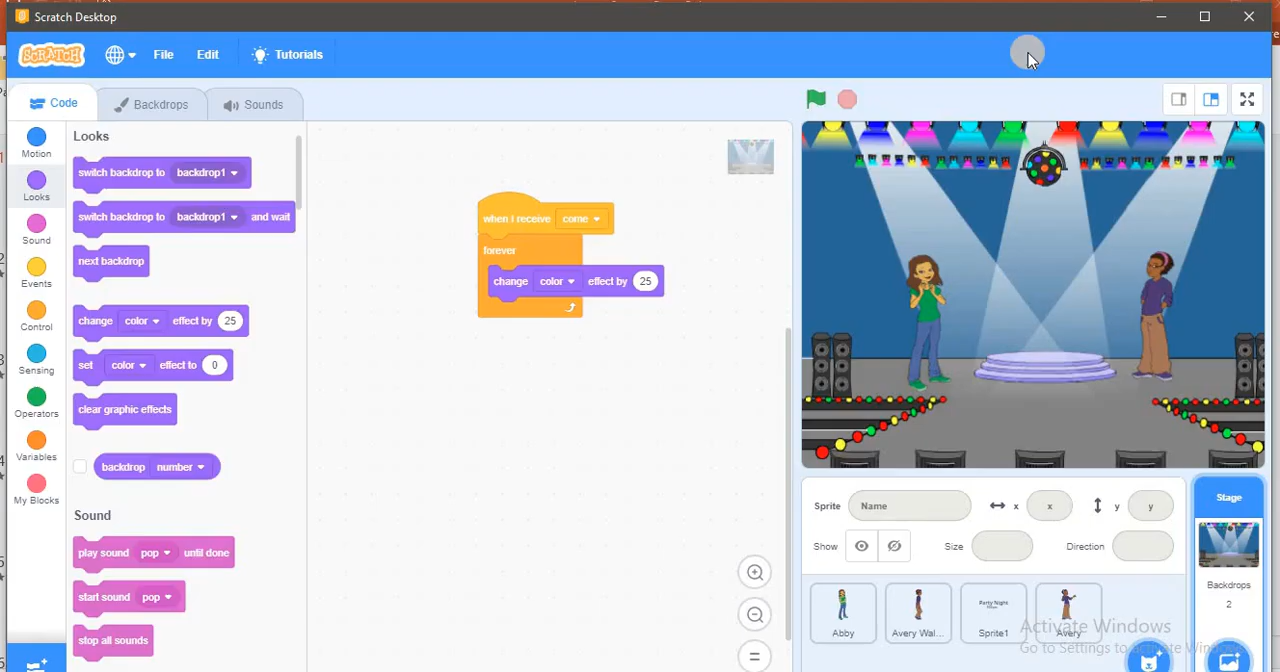 Scratch Desktop
SCRATCH File Edit Tutorials
Code Backdrops Sounds
Motion
Looks
Sound
Events
Control
Sensing
Operators
Variables
My Blocks
Looks
switch backdrop to backdrop1
switch backdrop to backdrop1 and wait
next backdrop
change color effect by 25
set color effect to 0
clear graphic effects
backdrop number
Sound
play sound pop until done
start sound pop
stop all sounds
when I receive come
forever
change color effect by 25
Sprite Name x x y y
Show Size Direction
Stage
Backdrops
2
Abby
Avery Wal...
Party Night
Sprite1
Avery
Activate Windows
Go to Settings to activate Windows.